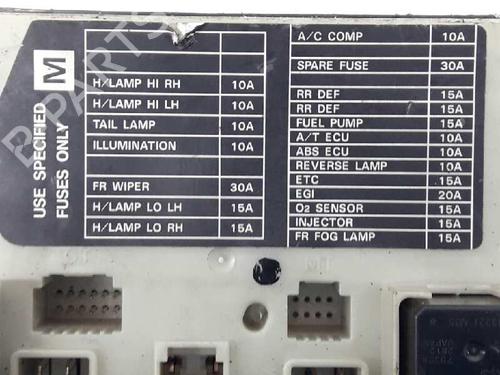 USE SPECIFIED
FUSES ONLY
M
H/LAMP HI RH 10A
H/LAMP HI LH 10A
TAIL LAMP 10A
ILLUMINATION 10A
FR WIPER 30A
H/LAMP LO LH 15A
H/LAMP LO RH 15A
A/C COMP 10A
SPARE FUSE 30A
RR DEF 15A
RR DEF 15A
FUEL PUMP 15A
A/T ECU 10A
ABS ECU 10A
REVERSE LAMP 10A
ETC 15A
EGI 20A
O2 SENSOR 15A
INJECTOR 15A
FR FOG LAMP 15A